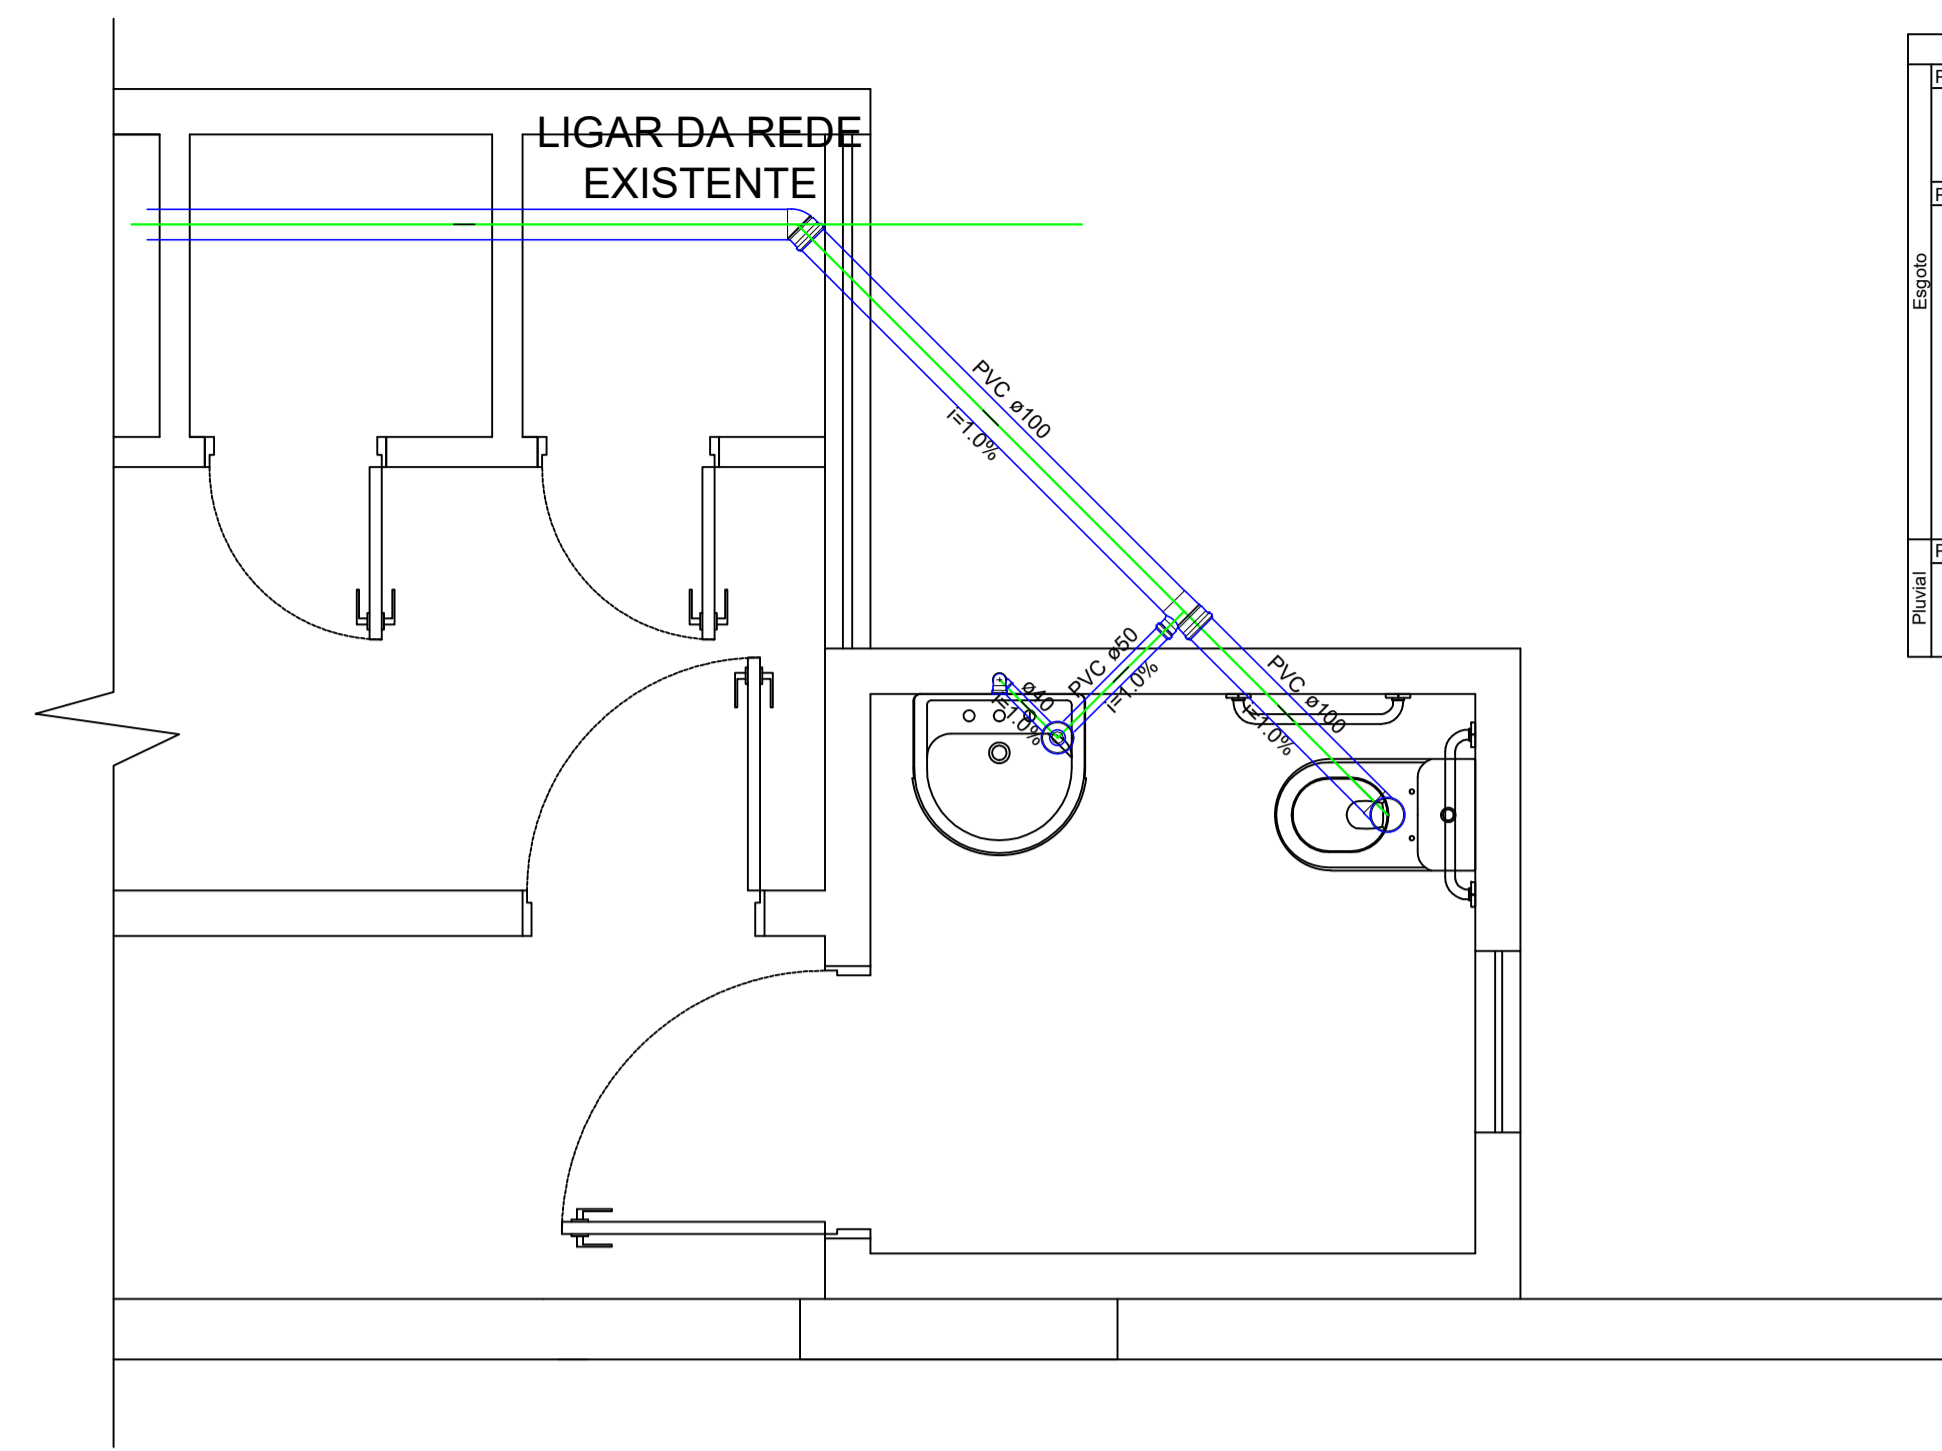 LIGAR DA REDE
EXISTENTE
PVC ø100
i=1.0%
PVC ø50
i=1.0%
ø40
i=1.0%
PVC ø100
i=1.0%
Esgoto
Pluvial